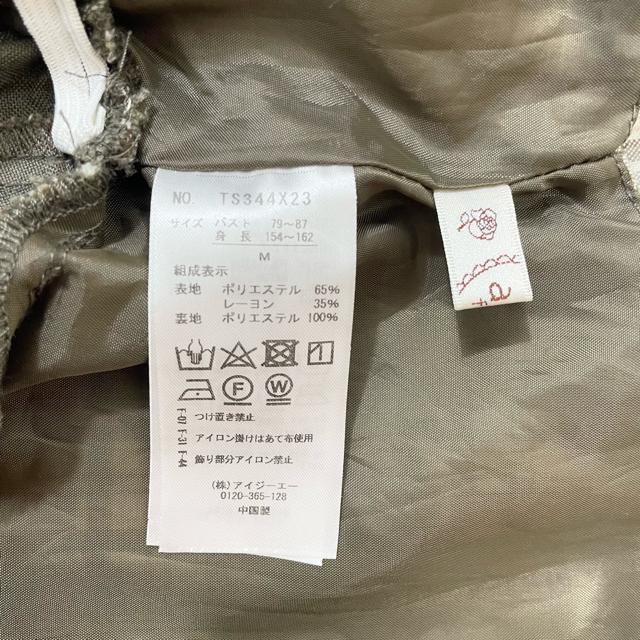 NO. TS344X23
サイズ バスト 79～87
身長 154～162
M
組成表示
表地 ポリエステル 65%
レーヨン 35%
裏地 ポリエステル 100%
1
F W
F-07 F-31 F-44
つけ置き禁止
アイロン掛けはあて布使用
飾り部分アイロン禁止
(株)アイジーエー
0120-365-128
中国製